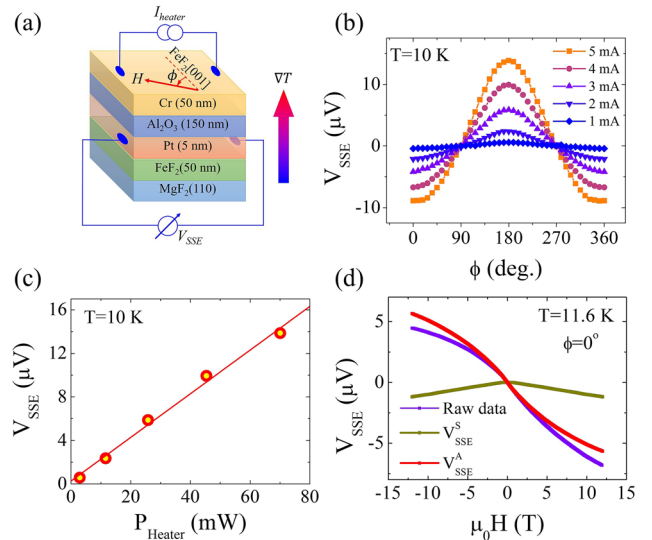 (a)
I_heater
FeF₂[001]
H
ϕ
∇T
Cr (50 nm)
Al₂O₃ (150 nm)
Pt (5 nm)
FeF₂(50 nm)
MgF₂(110)
V_SSE
(b)
T=10 K
5 mA
4 mA
3 mA
2 mA
1 mA
V_SSE (μV)
10
0
-10
0
90
180
270
360
ϕ (deg.)
(c)
T=10 K
V_SSE (μV)
16
12
8
4
0
0
20
40
60
80
P_Heater (mW)
(d)
T=11.6 K
ϕ=0°
Raw data
V_SSE^S
V_SSE^A
V_SSE (μV)
5
0
-5
-15
-10
-5
0
5
10
15
μ₀H (T)